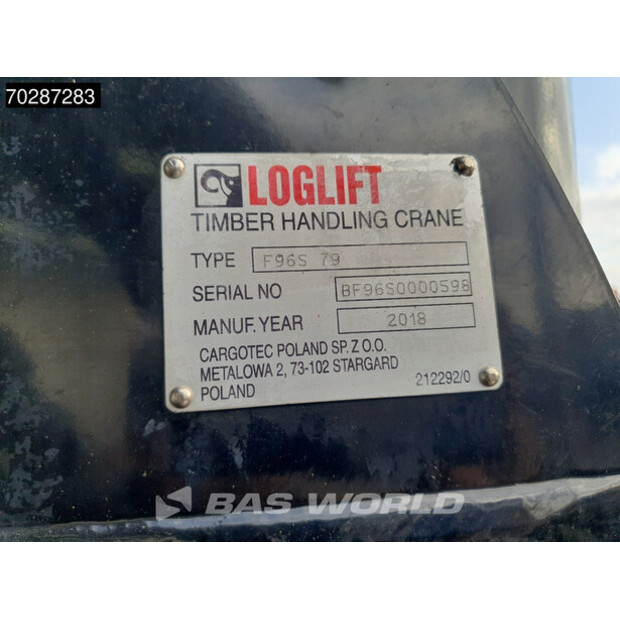 70287283
LOGLIFT
TIMBER HANDLING CRANE
TYPE F96S 79
SERIAL NO BF96S0000598
MANUF. YEAR 2018
CARGOTEC POLAND SP. Z O.O.
METALOWA 2, 73-102 STARGARD
POLAND 212292/0
BAS WORLD